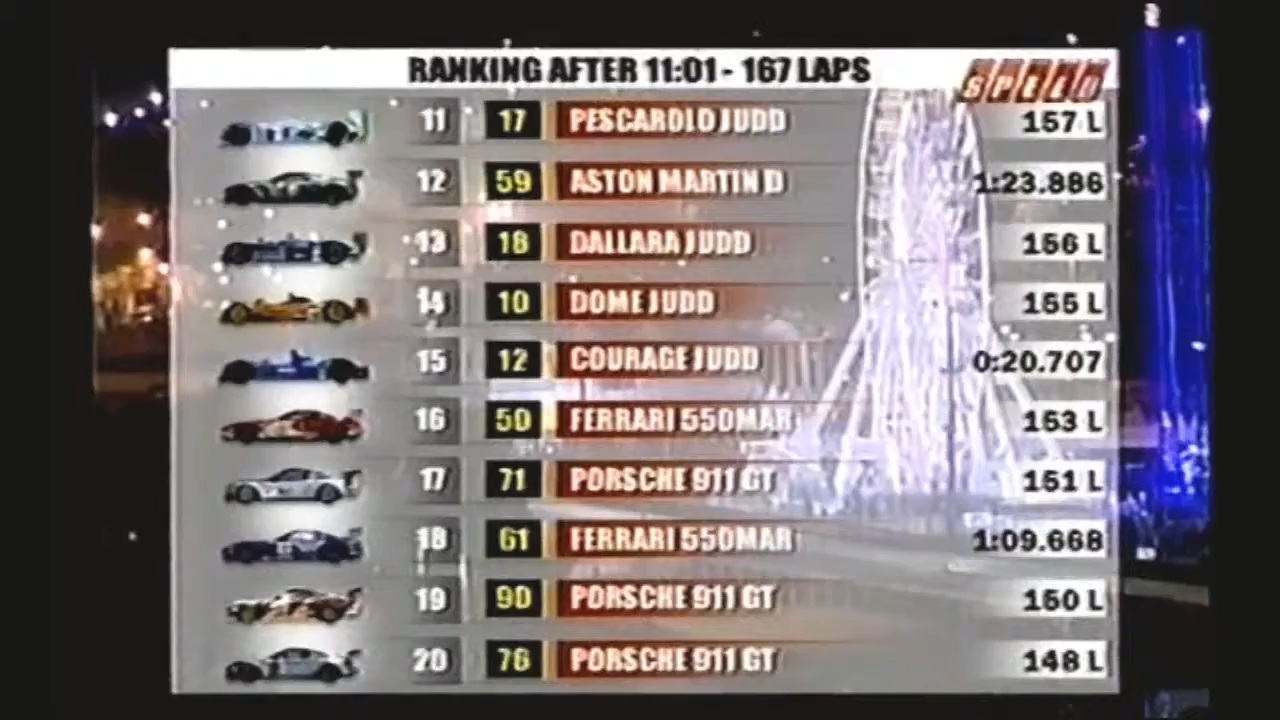 RANKING AFTER 11:01 - 167 LAPS
SPEED
11 17 PESCAROLO JUDD 157 L
12 59 ASTON MARTIN D 1:23.886
13 18 DALLARA JUDD 156 L
14 10 DOME JUDD 155 L
15 12 COURAGE JUDD 0:20.707
16 50 FERRARI 550MAR 153 L
17 71 PORSCHE 911 GT 151 L
18 61 FERRARI 550MAR 1:09.668
19 90 PORSCHE 911 GT 150 L
20 76 PORSCHE 911 GT 148 L